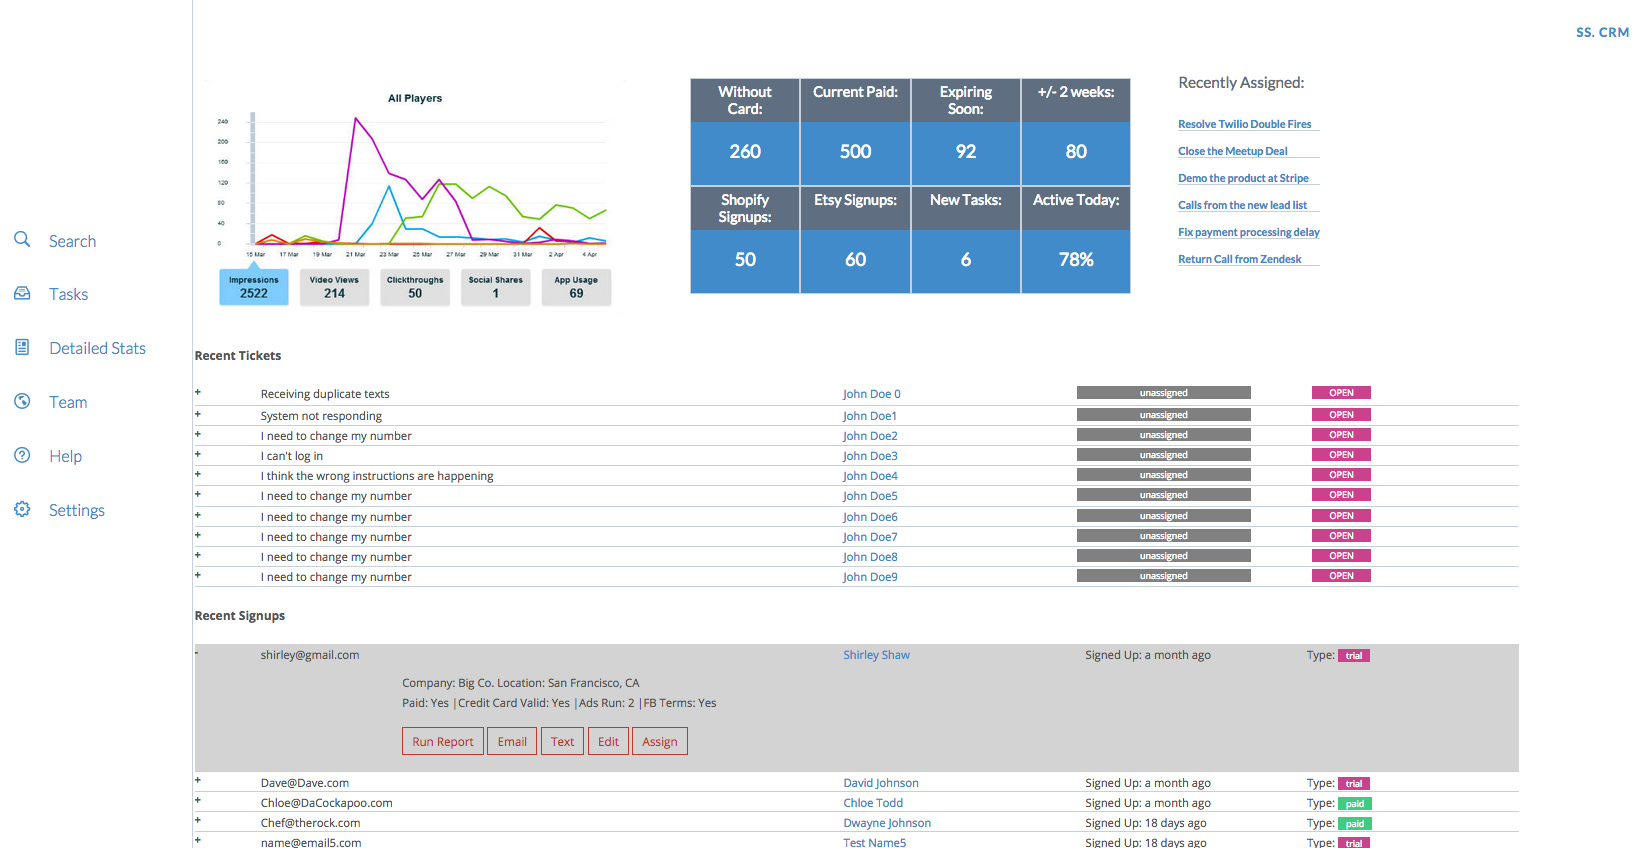 SS. CRM
Search
Tasks
Detailed Stats
Team
Help
Settings
All Players
240
200
160
120
80
40
0
15 Mar 17 Mar 19 Mar 21 Mar 23 Mar 25 Mar 27 Mar 29 Mar 31 Mar 2 Apr 4 Apr
Impressions Video Views Clickthroughs Social Shares App Usage
2522 214 50 1 69
Without Card: Current Paid: Expiring Soon: +/- 2 weeks:
260 500 92 80
Shopify Signups: Etsy Signups: New Tasks: Active Today:
50 60 6 78%
Recently Assigned:
Resolve Twilio Double Fires
Close the Meetup Deal
Demo the product at Stripe
Calls from the new lead list
Fix payment processing delay
Return Call from Zendesk
Recent Tickets
+ Receiving duplicate texts John Doe 0 unassigned OPEN
+ System not responding John Doe1 unassigned OPEN
+ I need to change my number John Doe2 unassigned OPEN
+ I can't log in John Doe3 unassigned OPEN
+ I think the wrong instructions are happening John Doe4 unassigned OPEN
+ I need to change my number John Doe5 unassigned OPEN
+ I need to change my number John Doe6 unassigned OPEN
+ I need to change my number John Doe7 unassigned OPEN
+ I need to change my number John Doe8 unassigned OPEN
+ I need to change my number John Doe9 unassigned OPEN
Recent Signups
- shirley@gmail.com Shirley Shaw Signed Up: a month ago Type: trial
Company: Big Co. Location: San Francisco, CA
Paid: Yes |Credit Card Valid: Yes |Ads Run: 2 |FB Terms: Yes
Run Report Email Text Edit Assign
+ Dave@Dave.com David Johnson Signed Up: a month ago Type: trial
+ Chloe@DaCockapoo.com Chloe Todd Signed Up: a month ago Type: paid
+ Chef@therock.com Dwayne Johnson Signed Up: 18 days ago Type: paid
+ name@email5.com Test Name5 Signed Up: 20 days ago Type: trial